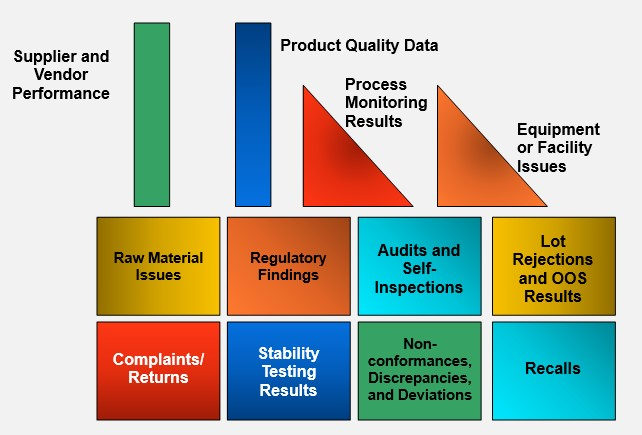 Supplier and
Vendor
Performance
Product Quality Data
Process
Monitoring
Results
Equipment
or Facility
Issues
Raw Material
Issues
Regulatory
Findings
Audits and
Self-
Inspections
Lot
Rejections
and OOS
Results
Complaints/
Returns
Stability
Testing
Results
Non-
conformances,
Discrepancies,
and Deviations
Recalls